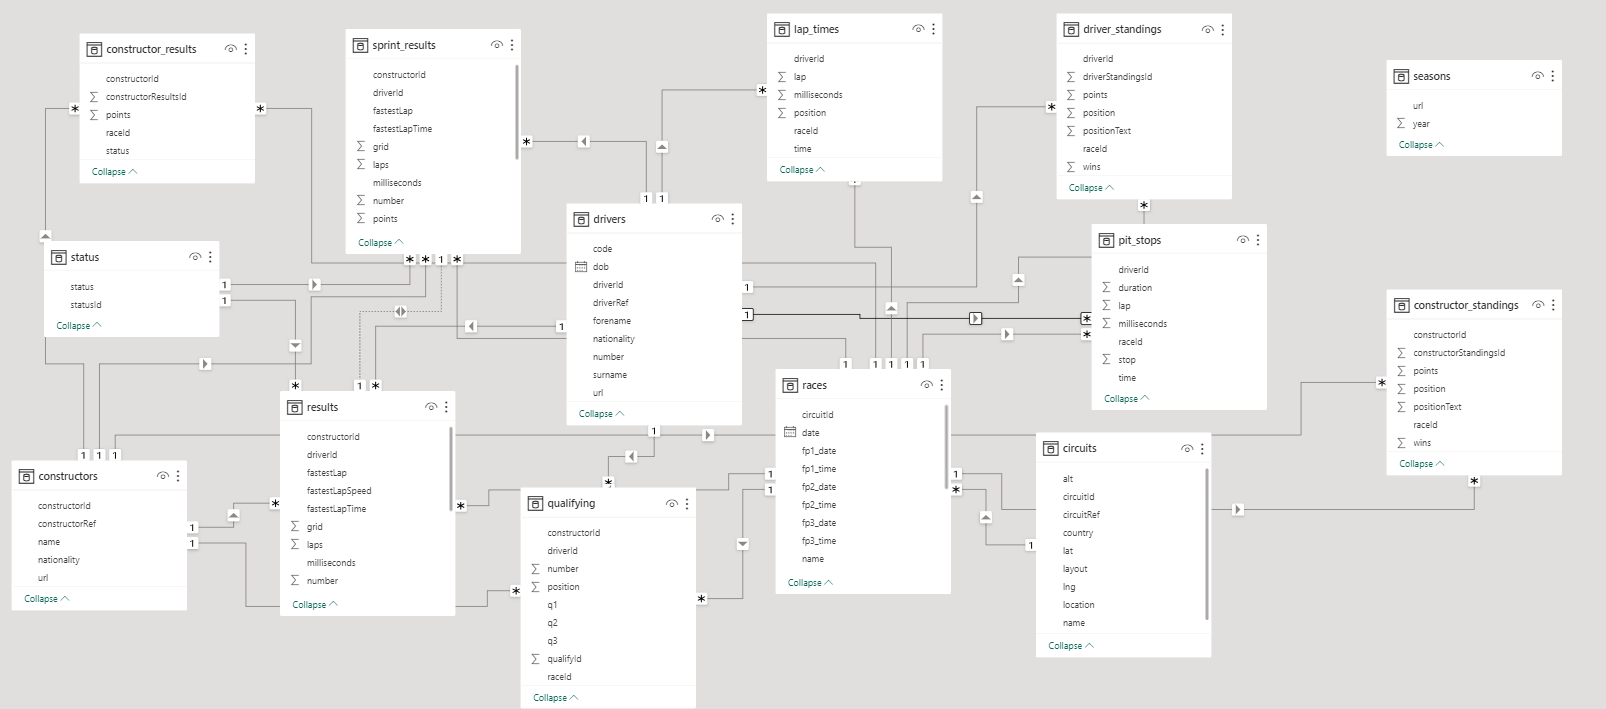 constructor_results
constructorId
constructorResultsId
points
raceId
status
Collapse
sprint_results
constructorId
driverId
fastestLap
fastestLapTime
grid
laps
milliseconds
number
points
Collapse
lap_times
driverId
lap
milliseconds
position
raceId
time
Collapse
driver_standings
driverId
driverStandingsId
points
position
positionText
raceId
wins
Collapse
seasons
url
year
Collapse
status
status
statusId
Collapse
drivers
code
dob
driverId
driverRef
forename
nationality
number
surname
url
Collapse
pit_stops
driverId
duration
lap
milliseconds
raceId
stop
time
Collapse
constructor_standings
constructorId
constructorStandingsId
points
position
positionText
raceId
wins
Collapse
results
constructorId
driverId
fastestLap
fastestLapSpeed
fastestLapTime
grid
laps
milliseconds
number
Collapse
races
circuitId
date
fp1_date
fp1_time
fp2_date
fp2_time
fp3_date
fp3_time
name
Collapse
constructors
constructorId
constructorRef
name
nationality
url
Collapse
qualifying
constructorId
driverId
number
position
q1
q2
q3
qualifyId
raceId
Collapse
circuits
alt
circuitId
circuitRef
country
lat
layout
lng
location
name
Collapse